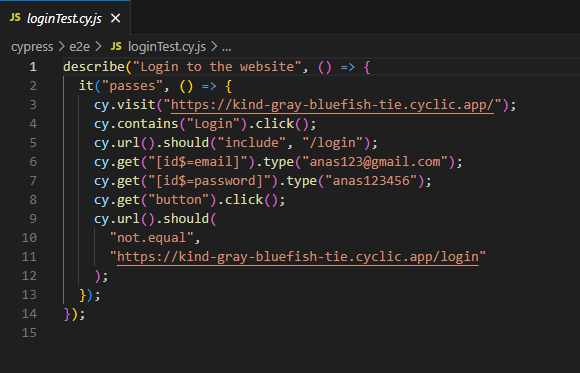 JS loginTest.cy.js ×
cypress > e2e > JS loginTest.cy.js > ...
1 describe("Login to the website", () => {
2 it("passes", () => {
3 cy.visit("https://kind-gray-bluefish-tie.cyclic.app/");
4 cy.contains("Login").click();
5 cy.url().should("include", "/login");
6 cy.get("[id$=email]").type("anas123@gmail.com");
7 cy.get("[id$=password]").type("anas123456");
8 cy.get("button").click();
9 cy.url().should(
10 "not.equal",
11 "https://kind-gray-bluefish-tie.cyclic.app/login"
12 );
13 });
14 });
15